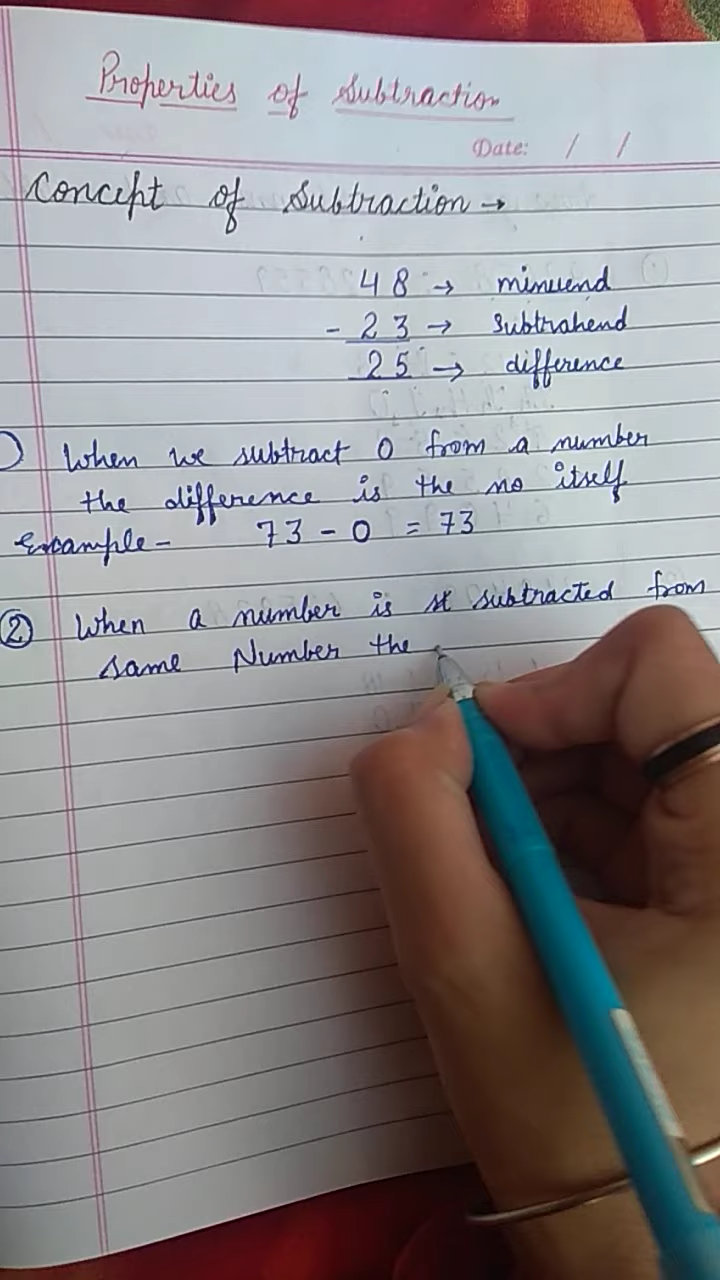 Properties of Subtraction
Date: / /
Concept of Subtraction →
48 → minuend
- 23 → Subtrahend
25 → difference
) When we subtract 0 from a number
the difference is the no itself
Example - 73 - 0 = 73
② When a number is st subtracted from
same Number the